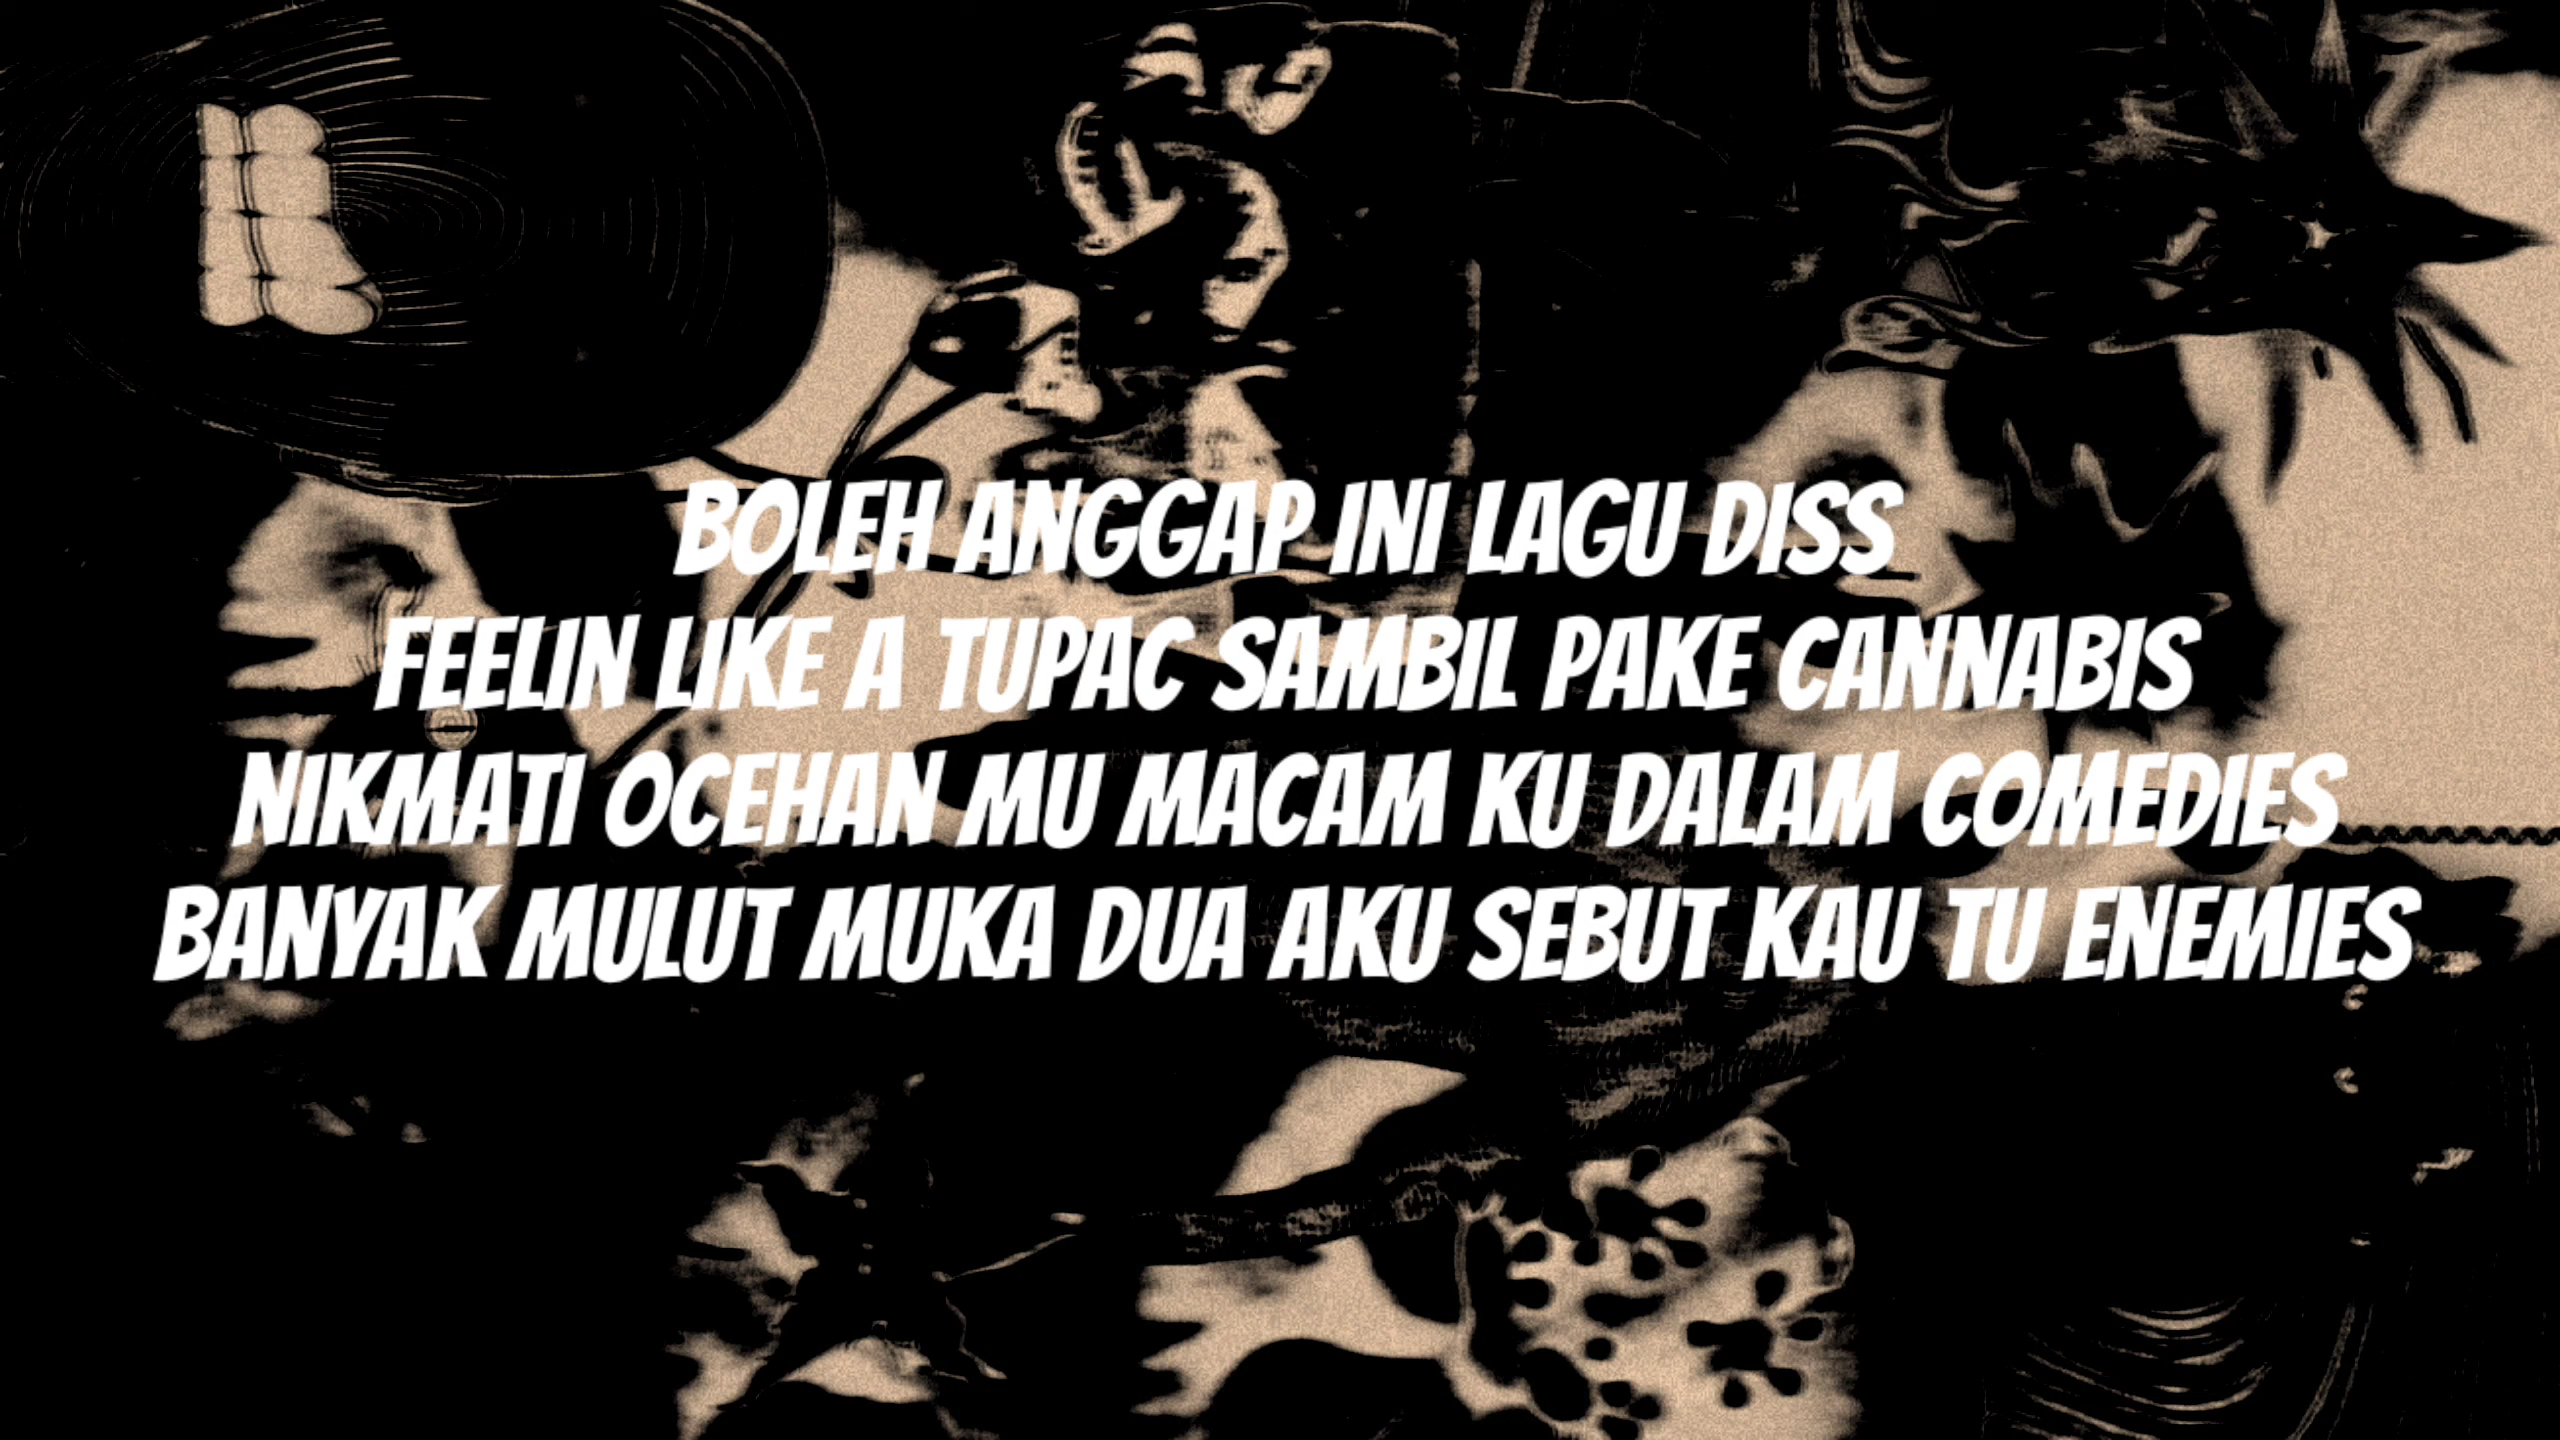 BOLEH ANGGAP INI LAGU DISS
FEELIN LIKE A TUPAC SAMBIL PAKE CANNABIS
NIKMATI OCEHAN MU MACAM KU DALAM COMEDIES
BANYAK MULUT MUKA DUA AKU SEBUT KAU TU ENEMIES